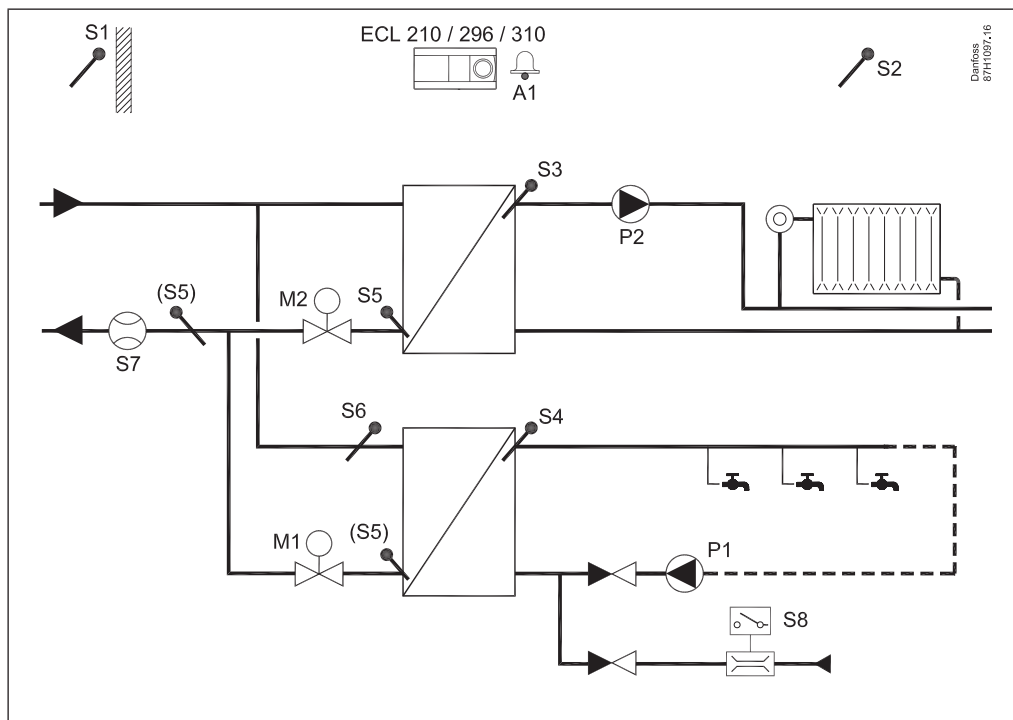 S1
ECL 210 / 296 / 310
A1
S2
Danfoss
87H1097.16
S3
P2
(S5)
M2
S5
S7
S6
S4
M1
(S5)
P1
S8